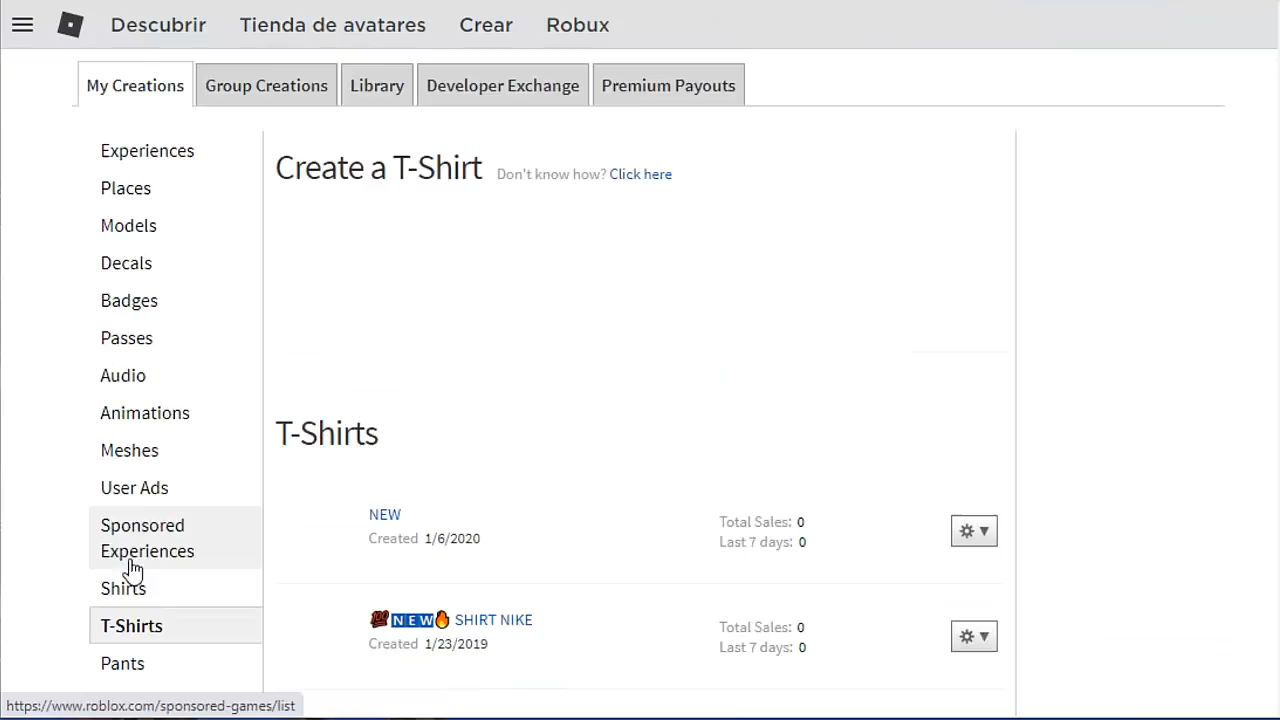 Descubrir Tienda de avatares Crear Robux
My Creations Group Creations Library Developer Exchange Premium Payouts
Experiences
Places
Models
Decals
Badges
Passes
Audio
Animations
Meshes
User Ads
Sponsored
Experiences
Shirts
T-Shirts
Pants
Create a T-Shirt Don't know how? Click here
T-Shirts
NEW
Created 1/6/2020
Total Sales: 0
Last 7 days: 0
💯🇳​🇪​🇼🔥 SHIRT NIKE
Created 1/23/2019
Total Sales: 0
Last 7 days: 0
https://www.roblox.com/sponsored-games/list